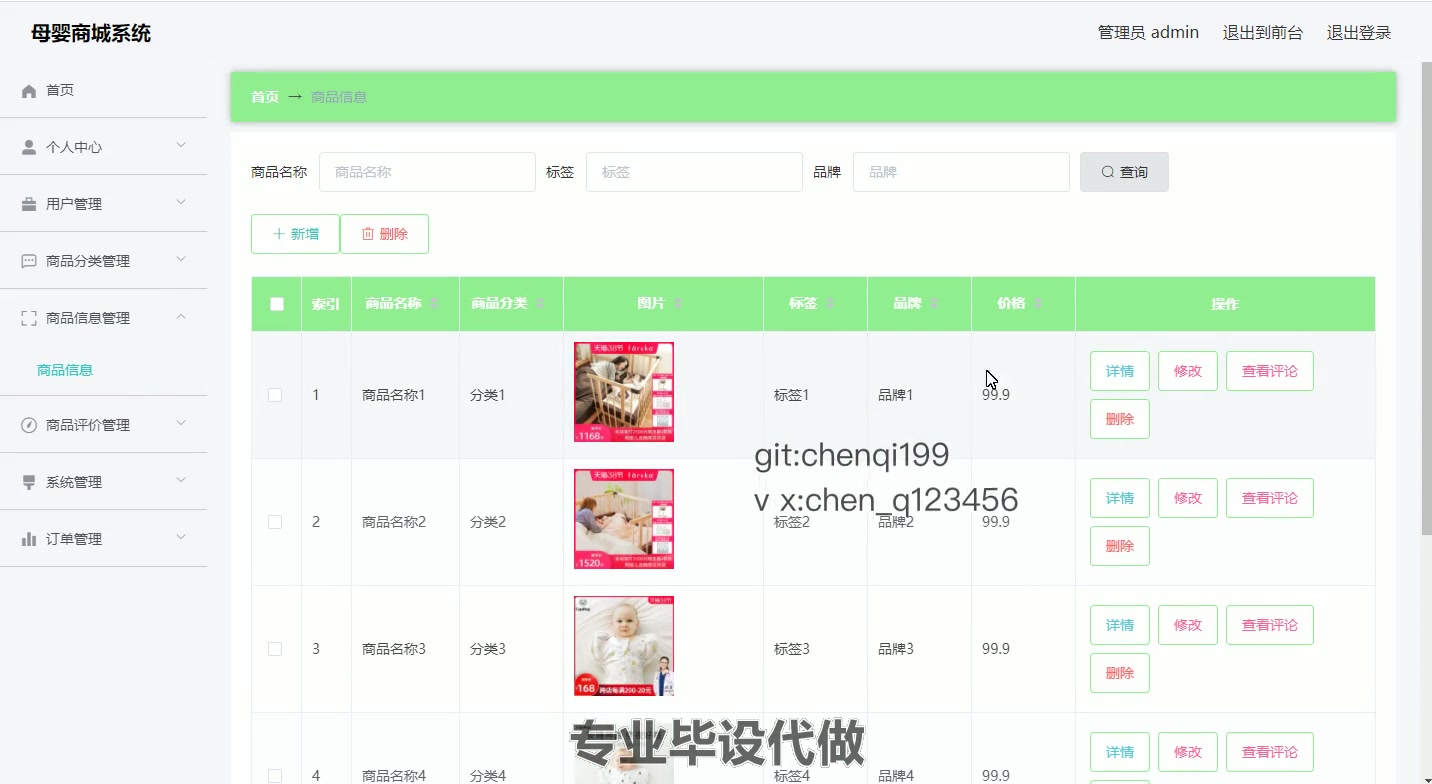 母婴商城系统
管理员 admin 退出到前台 退出登录
首页
个人中心
用户管理
商品分类管理
商品信息管理
商品信息
商品评价管理
系统管理
订单管理
首页 → 商品信息
商品名称 商品名称 标签 标签 品牌 品牌 查询
新增 删除
索引 商品名称 商品分类 图片 标签 品牌 价格 操作
1 商品名称1 分类1 标签1 品牌1 99.9 详情 修改 查看评论
删除
天猫38节 farska
1168
git:chenqi199
v x:chen_q123456
2 商品名称2 分类2 标签2 品牌2 99.9 详情 修改 查看评论
删除
天猫38节 farska
1520
3 商品名称3 分类3 标签3 品牌3 99.9 详情 修改 查看评论
删除
168
专业毕设代做
4 商品名称4 分类4 标签4 品牌4 99.9 详情 修改 查看评论